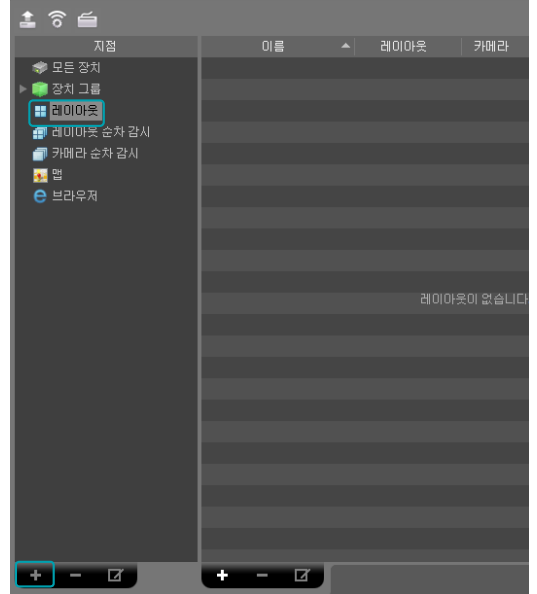 지점
이름 레이아웃 카메라
모든 장치
장치 그룹
레이아웃
레이아웃 순차 감시
카메라 순차 감시
맵
브라우저
레이아웃이 없습니다